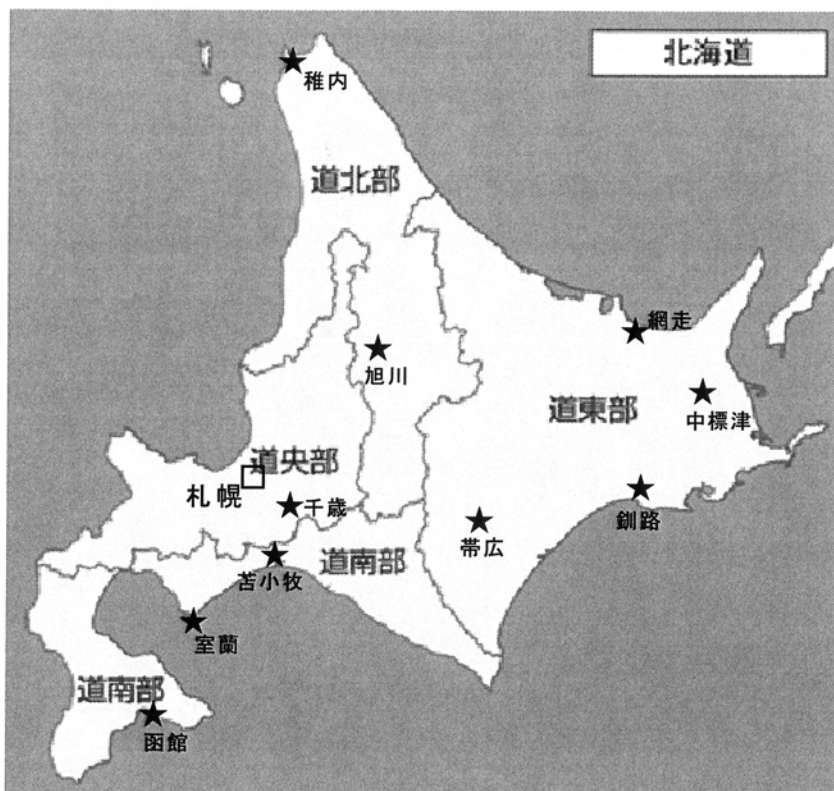 北海道
稚内
道北部
網走
旭川
中標津
道東部
道央部
札幌
千歳
釧路
帯広
道南部
苫小牧
室蘭
道南部
函館